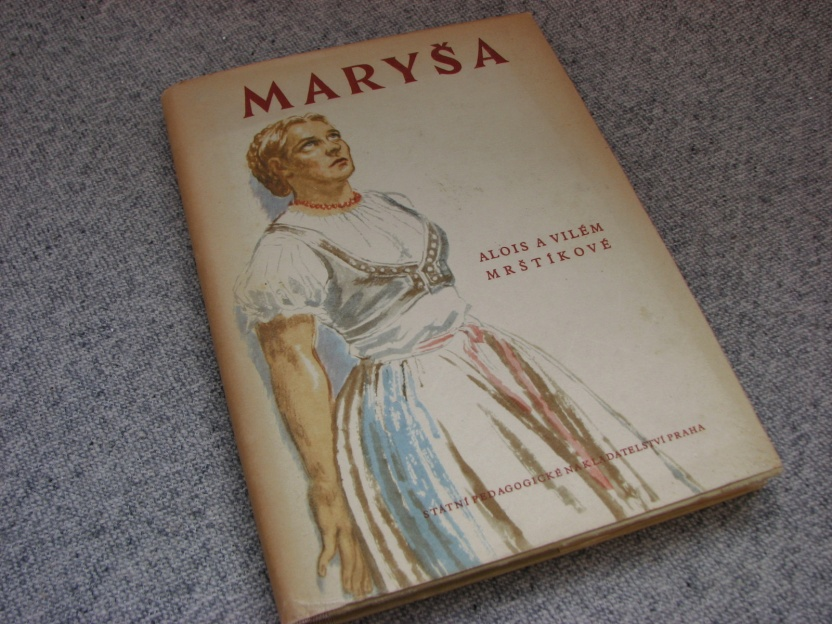 MARYŠA
ALOIS A VILÉM
MRŠTÍKOVÉ
STÁTNÍ PEDAGOGICKÉ NAKLADATELSTVÍ PRAHA